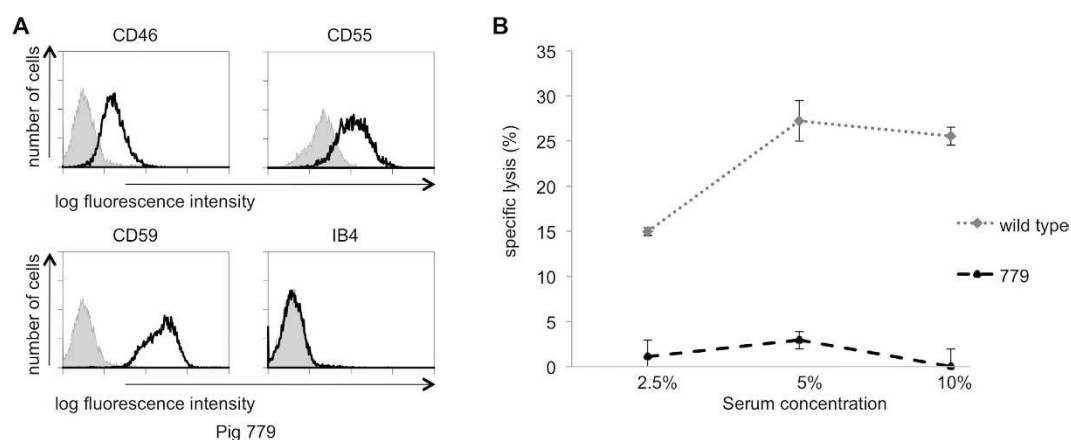 A
CD46
CD55
number of cells
log fluorescence intensity
CD59
IB4
number of cells
log fluorescence intensity
Pig 779
B
35
30
25
20
15
10
5
0
specific lysis (%)
2.5%
5%
10%
Serum concentration
wild type
779